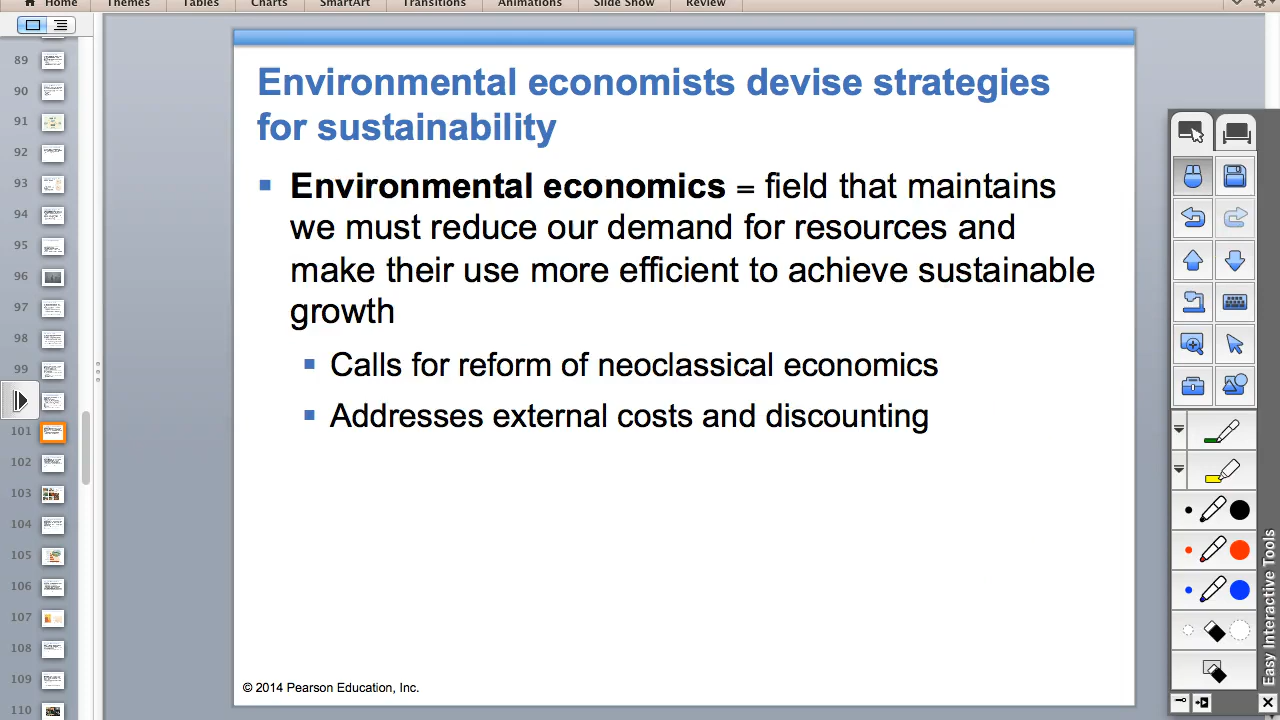 Home Themes Tables Charts SmartArt Transitions Animations Slide Show Review
89
90
91
92
93
94
95
96
97
98
99
101
102
103
104
105
106
107
108
109
110
Environmental economists devise strategies
for sustainability
Environmental economics = field that maintains
we must reduce our demand for resources and
make their use more efficient to achieve sustainable
growth
Calls for reform of neoclassical economics
Addresses external costs and discounting
© 2014 Pearson Education, Inc.
Easy Interactive Tools